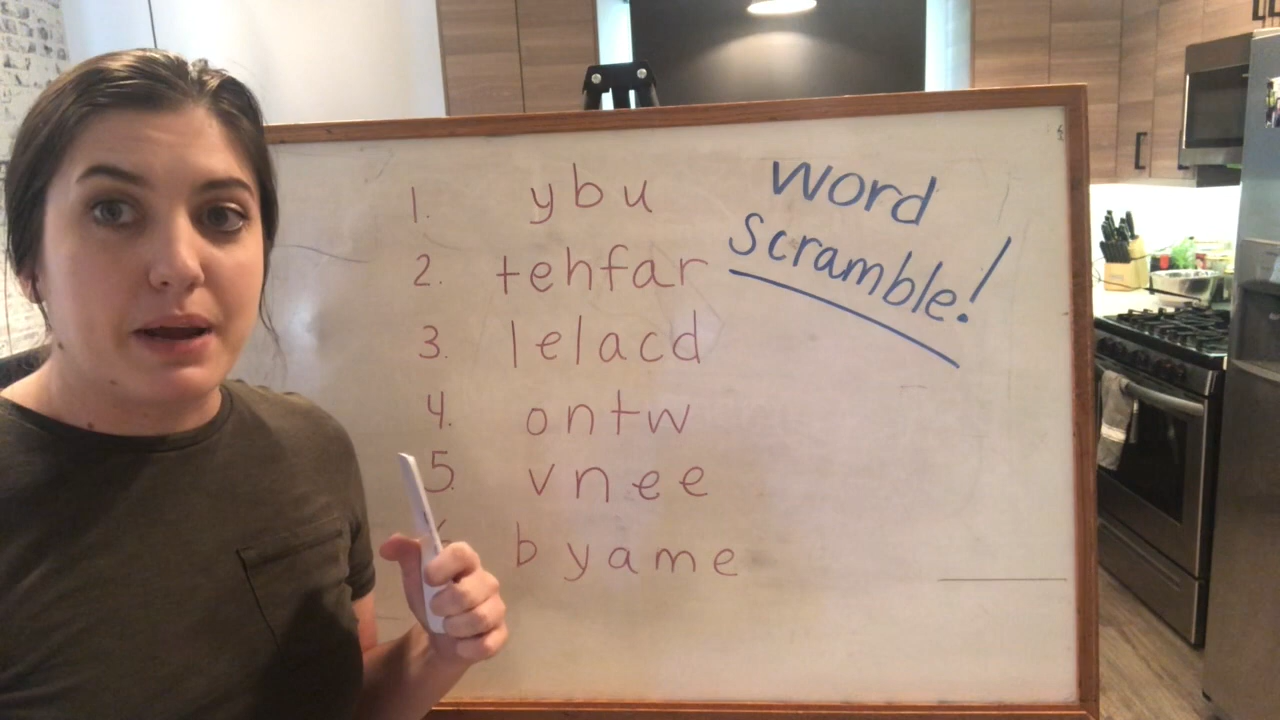 1. ybu
2. tehfar
3. lelacd
4. ontw
5. vnee
byame
Word
Scramble!